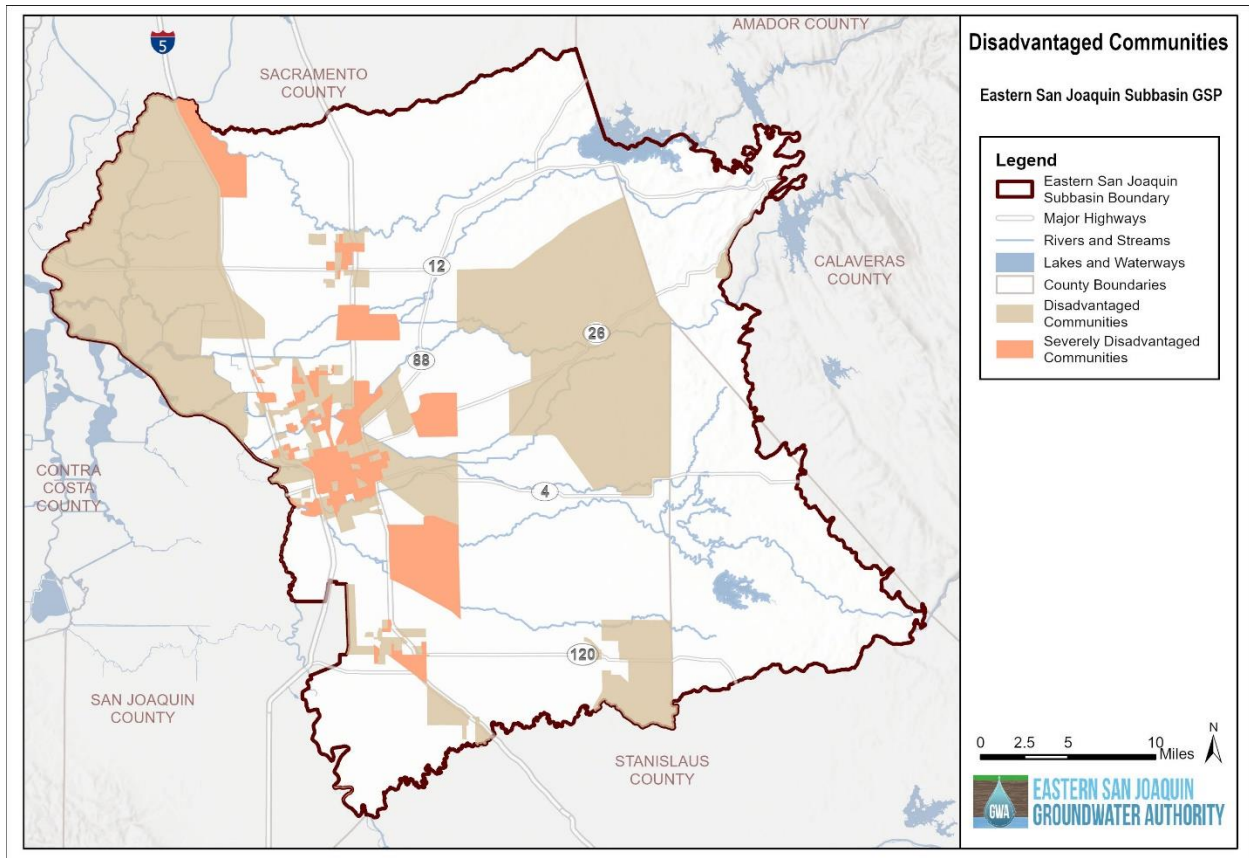 AMADOR COUNTY
5
SACRAMENTO
COUNTY
12
CALAVERAS
COUNTY
26
88
CONTRA
COSTA
COUNTY
4
120
SAN JOAQUIN
COUNTY
STANISLAUS
COUNTY
Disadvantaged Communities
Eastern San Joaquin Subbasin GSP
Legend
Eastern San Joaquin
Subbasin Boundary
Major Highways
Rivers and Streams
Lakes and Waterways
County Boundaries
Disadvantaged
Communities
Severely Disadvantaged
Communities
N
0 2.5 5 10
Miles
GWA
EASTERN SAN JOAQUIN
GROUNDWATER AUTHORITY